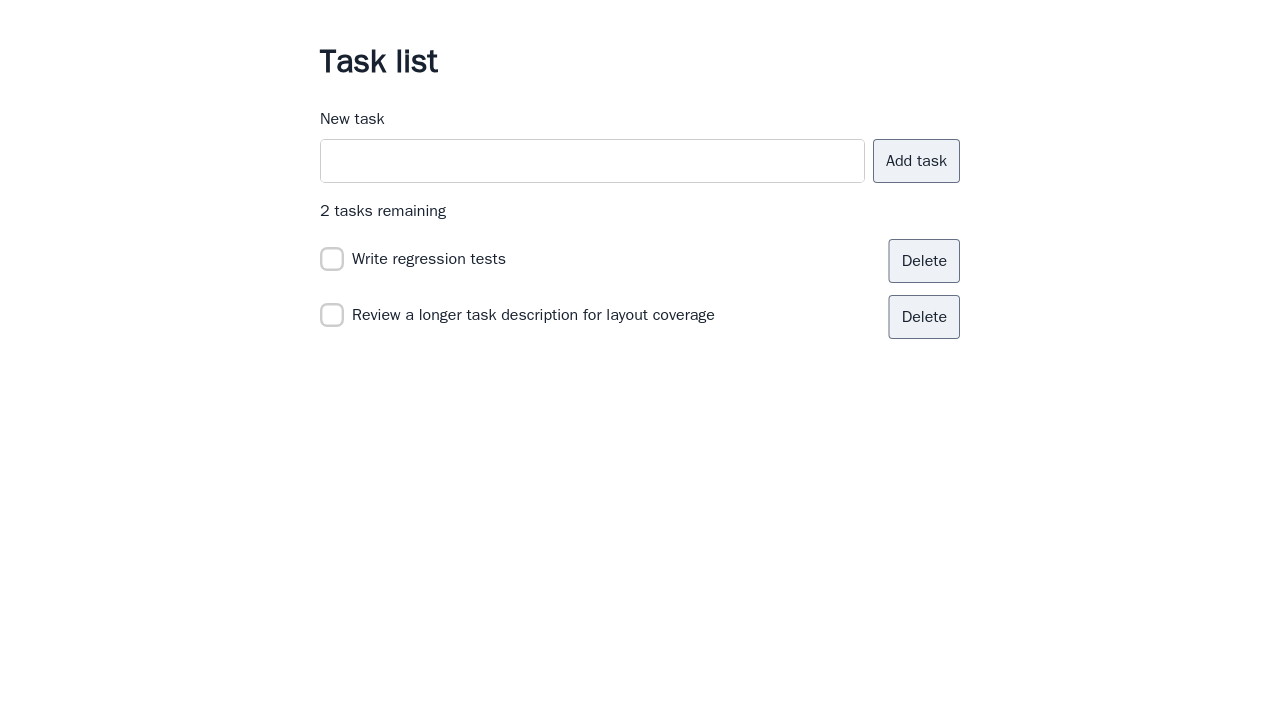 Task list
New task
Add task
2 tasks remaining
Write regression tests
Delete
Review a longer task description for layout coverage
Delete